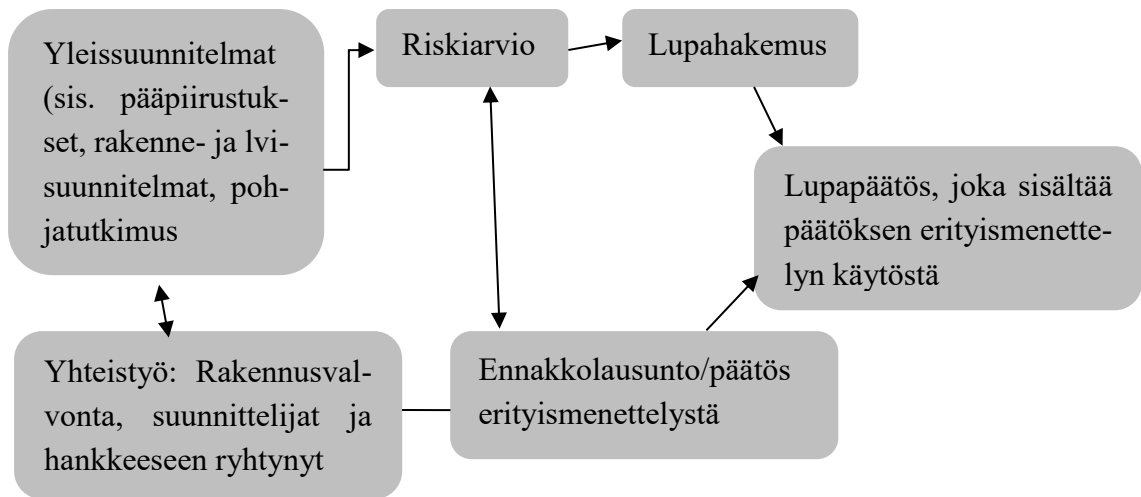 Yleissuunnitelmat
(sis. pääpiirustuk-
set, rakenne- ja lvi-
suunnitelmat, poh-
jatutkimus
Riskiarvio
Lupahakemus
Lupapäätös, joka sisältää
päätöksen erityismenette-
lyn käytöstä
Yhteistyö: Rakennusval-
vonta, suunnittelijat ja
hankkeeseen ryhtynyt
Ennakkolausunto/päätös
erityismenettelystä